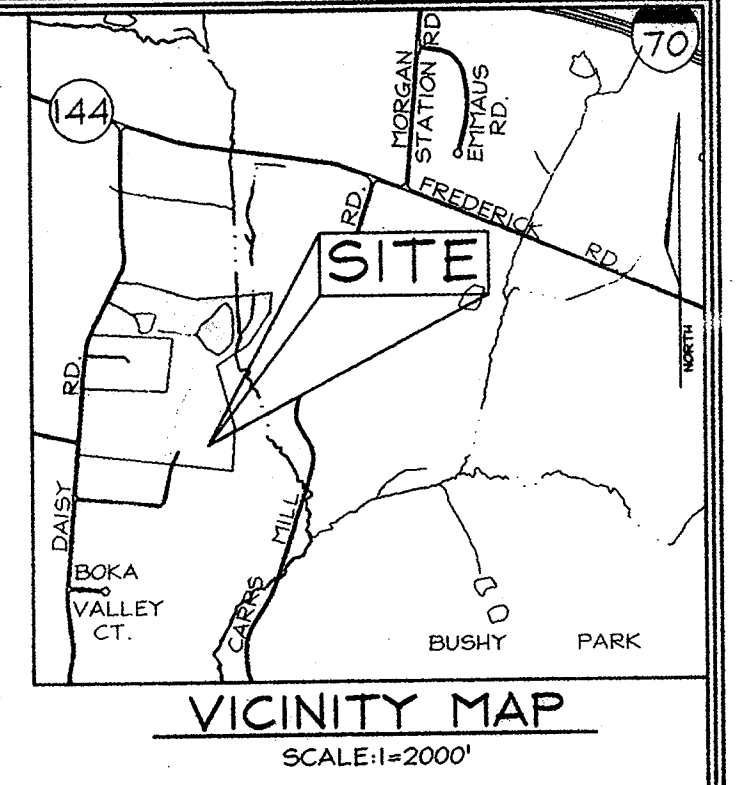 70
144
MORGAN
STATION RD
EMMAUS
RD.
FREDERICK RD.
RD.
SITE
NORTH
DAISY RD.
CARRS MILL
BOKA
VALLEY
CT.
BUSHY PARK
VICINITY MAP
SCALE:1=2000'